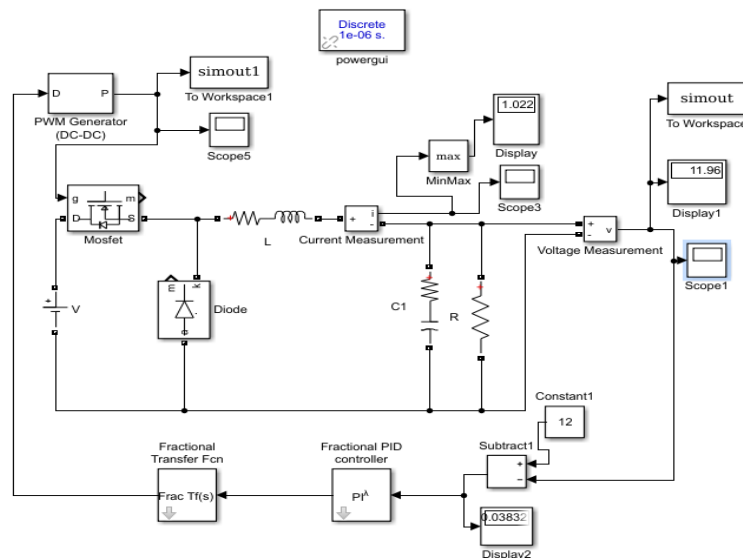 Discrete
1e-06 s.
powergui
D
P
PWM Generator
(DC-DC)
simout1
To Workspace1
Scope5
g
m
D
S
Mosfet
V
m
k
a
Diode
L
+
i
-
Current Measurement
max
MinMax
1.022
Display
Scope3
C1
R
+
-
v
Voltage Measurement
simout
To Workspace
11.96
Display1
Scope1
Constant1
12
Subtract1
+
−
0.03832
Display2
Fractional PID
controller
PIλ
Fractional
Transfer Fcn
Frac Tf(s)